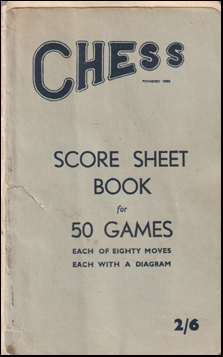 CHESS
FOUNDED 1935
SCORE SHEET
BOOK
for
50 GAMES
EACH OF EIGHTY MOVES
EACH WITH A DIAGRAM
2/6